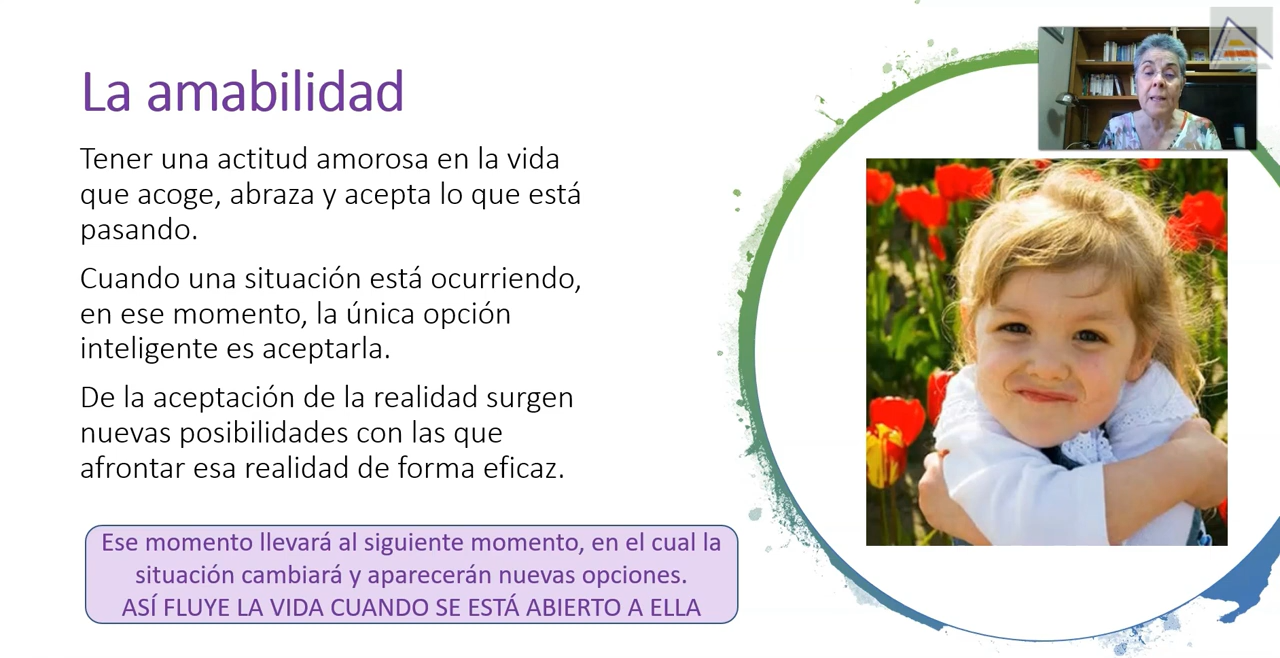 La amabilidad
Tener una actitud amorosa en la vida
que acoge, abraza y acepta lo que está
pasando.
Cuando una situación está ocurriendo,
en ese momento, la única opción
inteligente es aceptarla.
De la aceptación de la realidad surgen
nuevas posibilidades con las que
afrontar esa realidad de forma eficaz.
Ese momento llevará al siguiente momento, en el cual la
situación cambiará y aparecerán nuevas opciones.
ASÍ FLUYE LA VIDA CUANDO SE ESTÁ ABIERTO A ELLA